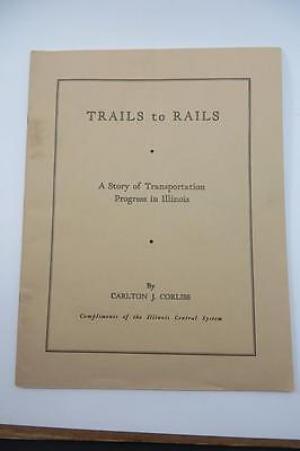 TRAILS to RAILS
A Story of Transportation
Progress in Illinois
By
CARLTON J. CORLISS
Compliments of the Illinois Central System